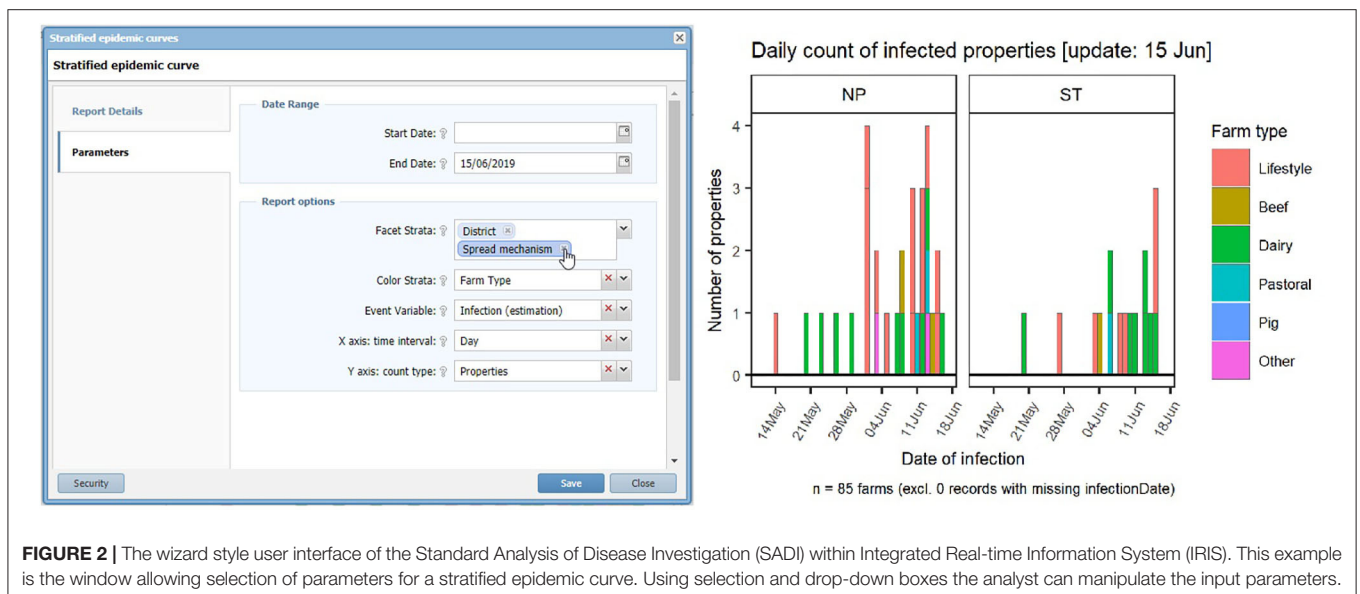 Stratified epidemic curves
Stratified epidemic curve
Report Details
Parameters
Date Range
Start Date:
End Date: 15/06/2019
Report options
Facet Strata: District
Spread mechanism
Color Strata: Farm Type
Event Variable: Infection (estimation)
X axis: time interval: Day
Y axis: count type: Properties
Security
Save
Close
Daily count of infected properties [update: 15 Jun]
NP
ST
Number of properties
4
3
2
1
0
14May
21May
28May
04Jun
11Jun
18Jun
14May
21May
28May
04Jun
11Jun
18Jun
Date of infection
n = 85 farms (excl. 0 records with missing infectionDate)
Farm type
Lifestyle
Beef
Dairy
Pastoral
Pig
Other
FIGURE 2 | The wizard style user interface of the Standard Analysis of Disease Investigation (SADI) within Integrated Real-time Information System (IRIS). This example
is the window allowing selection of parameters for a stratified epidemic curve. Using selection and drop-down boxes the analyst can manipulate the input parameters.